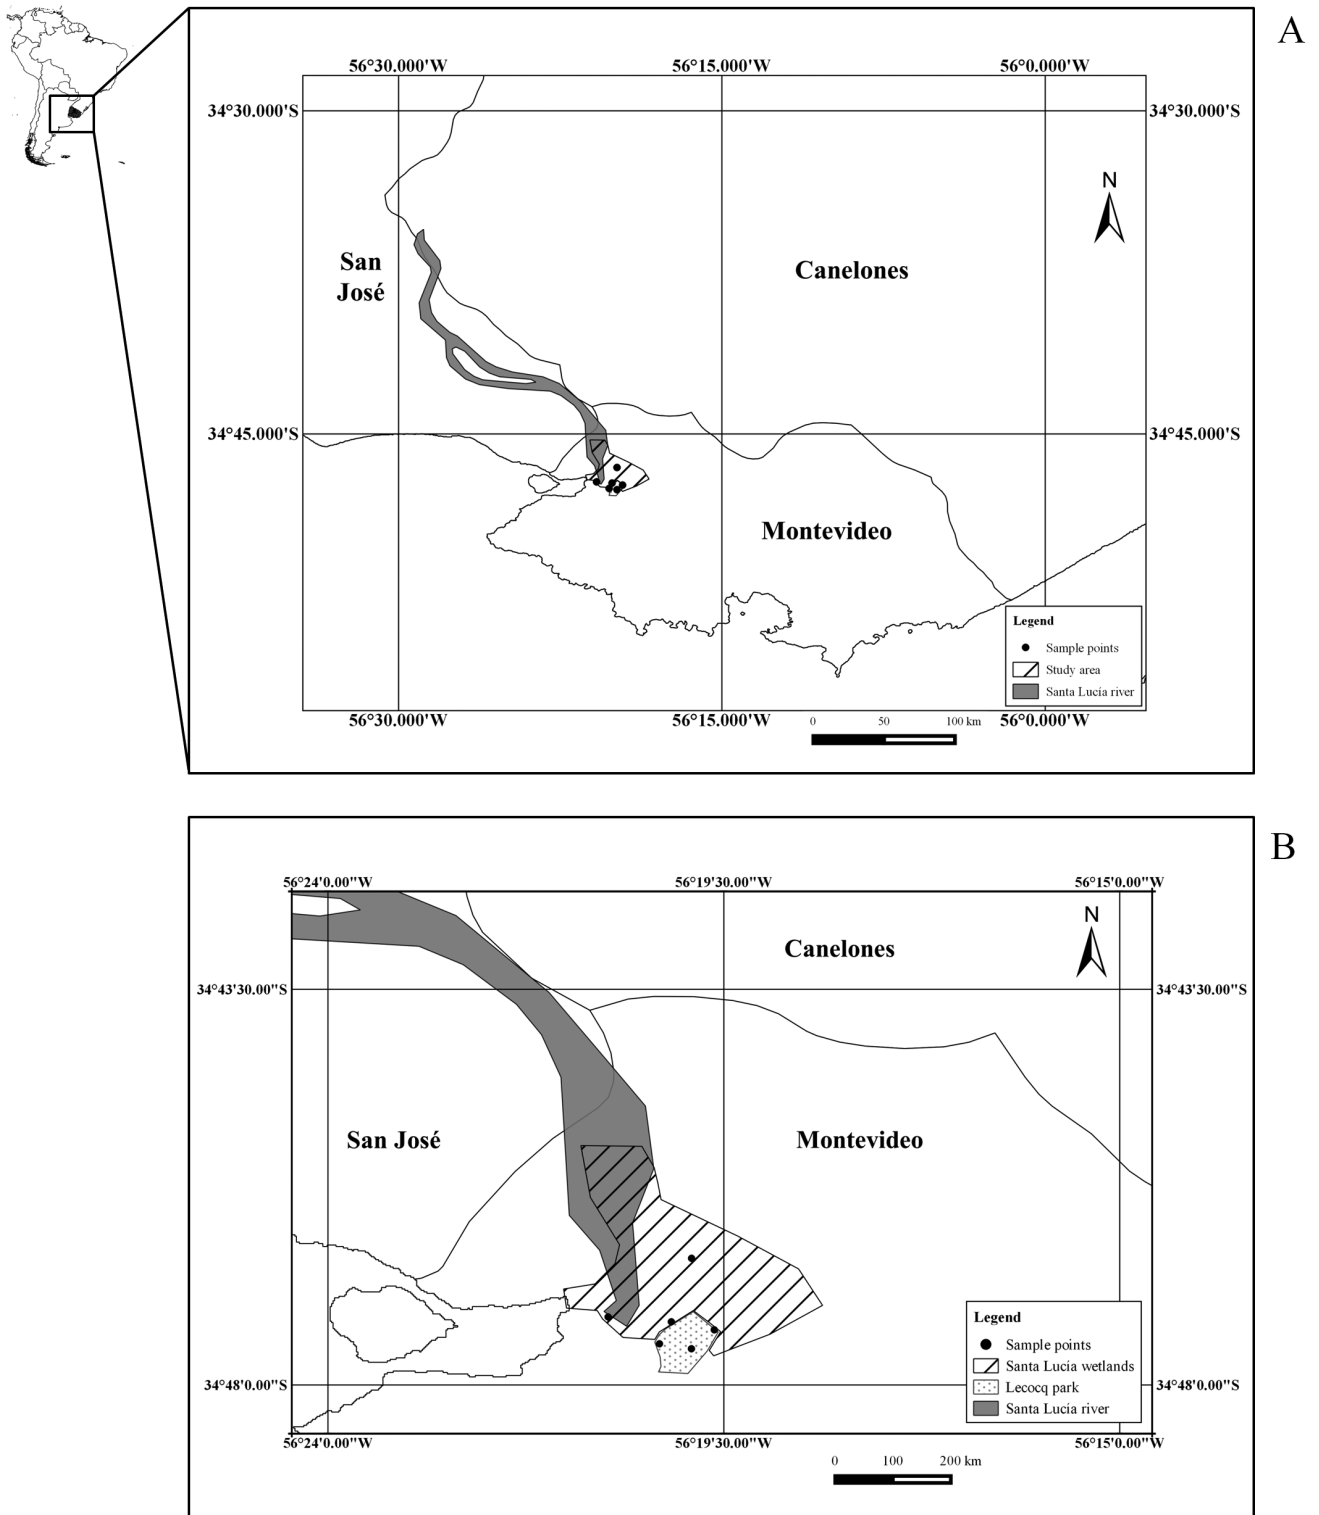 A
56°30.000'W 56°15.000'W 56°0.000'W
34°30.000'S 34°30.000'S
N
San
José
Canelones
34°45.000'S 34°45.000'S
Montevideo
Legend
Sample points
Study area
Santa Lucía river
56°30.000'W 56°15.000'W 56°0.000'W
0 50 100 km
B
56°24'0.00"W 56°19'30.00"W 56°15'0.00"W
N
Canelones
34°43'30.00"S 34°43'30.00"S
San José
Montevideo
Legend
Sample points
Santa Lucía wetlands
Lecocq park
Santa Lucía river
34°48'0.00"S 34°48'0.00"S
56°24'0.00"W 56°19'30.00"W 56°15'0.00"W
0 100 200 km